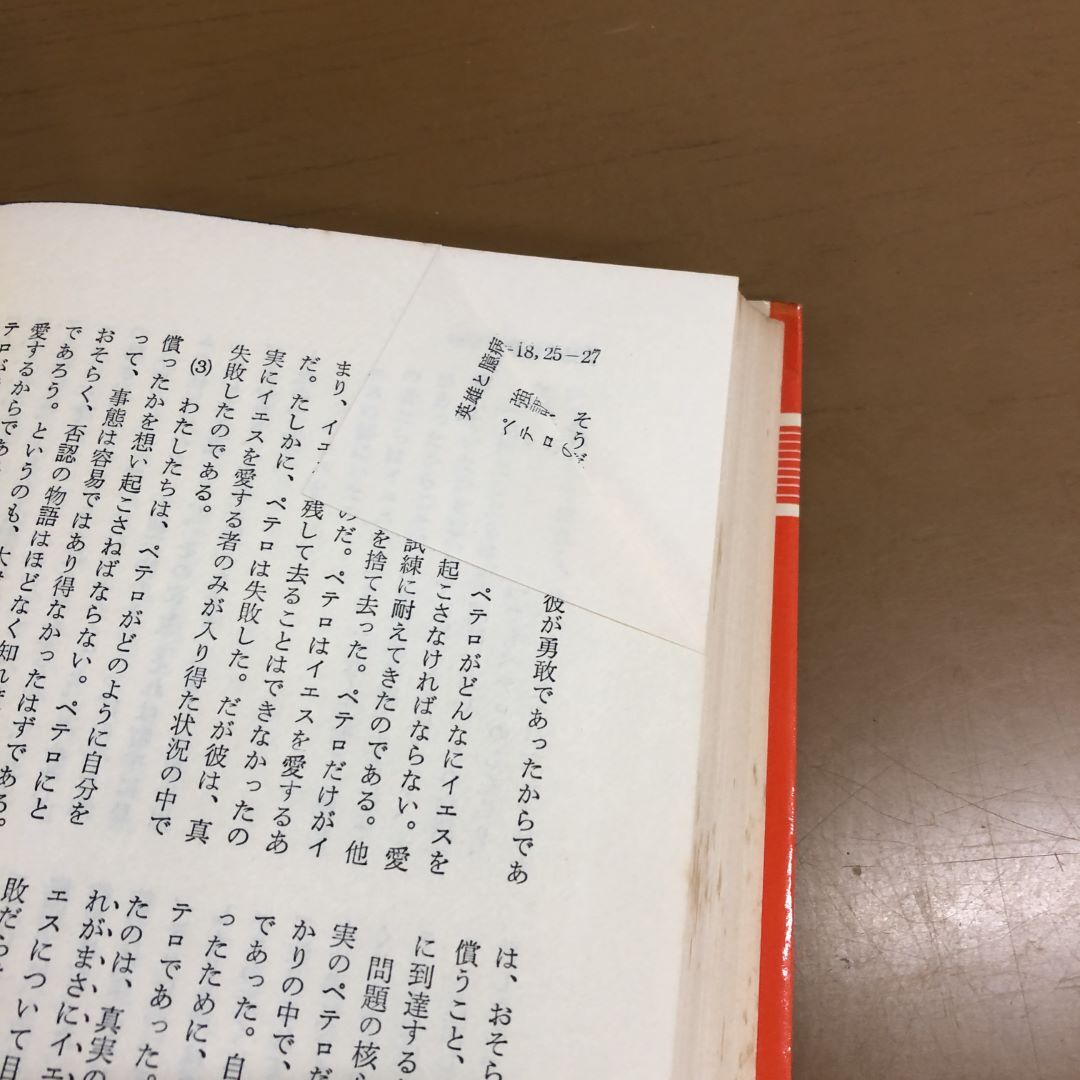 -18, 25-27
英雄と臆病
そう
強
ペテロ
彼が勇敢であったからであ
ペテロがどんなにイエスを
起こさなければならない。愛
試練に耐えてきたのである。他
を捨て去った。ペテロだけがイ
のだ。ペテロはイエスを愛するあ
まり、イエ
残して去ることはできなかったの
だ。たしかに、ペテロは失敗した。だが彼は、真
実にイエスを愛する者のみが入り得た状況の中で
失敗したのである。
(3) わたしたちは、ペテロがどのように自分を
償ったかを想い起こさねばならない。ペテロにと
って、事態は容易ではあり得なかったはずである。
おそらく、否認の物語はほどなく知れ
であろう。というのも、
愛するからであ
は、おそら
償うこと、
に到達する
問題の核
実のペテロだ
かりの中で、
であった。自
ったために、
テロであった。
たのは、真実の
れがまさにイエ
エスについて目
敗だ